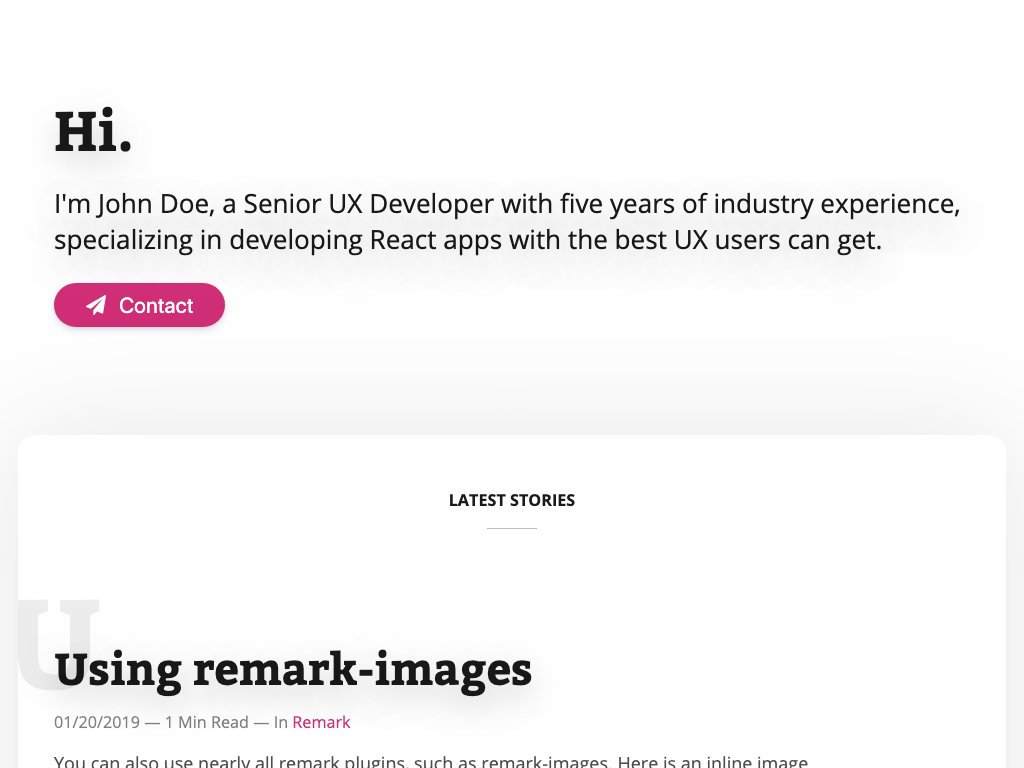 Hi.
I'm John Doe, a Senior UX Developer with five years of industry experience,
specializing in developing React apps with the best UX users can get.
Contact
LATEST STORIES
U
Using remark-images
01/20/2019 — 1 Min Read — In Remark
You can also use nearly all remark plugins, such as remark-images. Here is an inline image